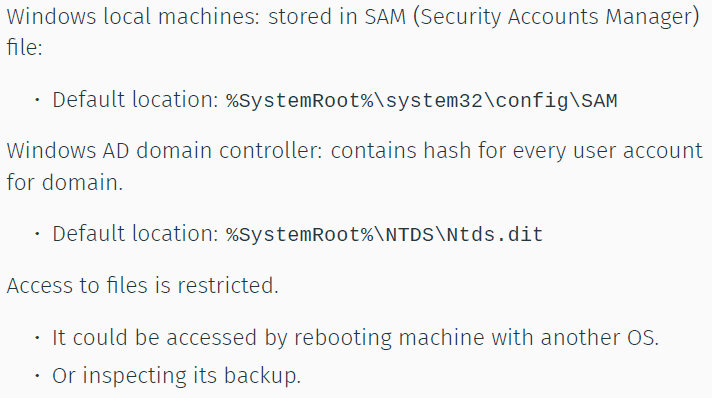 Windows local machines: stored in SAM (Security Accounts Manager)
file:
• Default location: %SystemRoot%\system32\config\SAM
Windows AD domain controller: contains hash for every user account
for domain.
• Default location: %SystemRoot%\NTDS\Ntds.dit
Access to files is restricted.
• It could be accessed by rebooting machine with another OS.
• Or inspecting its backup.